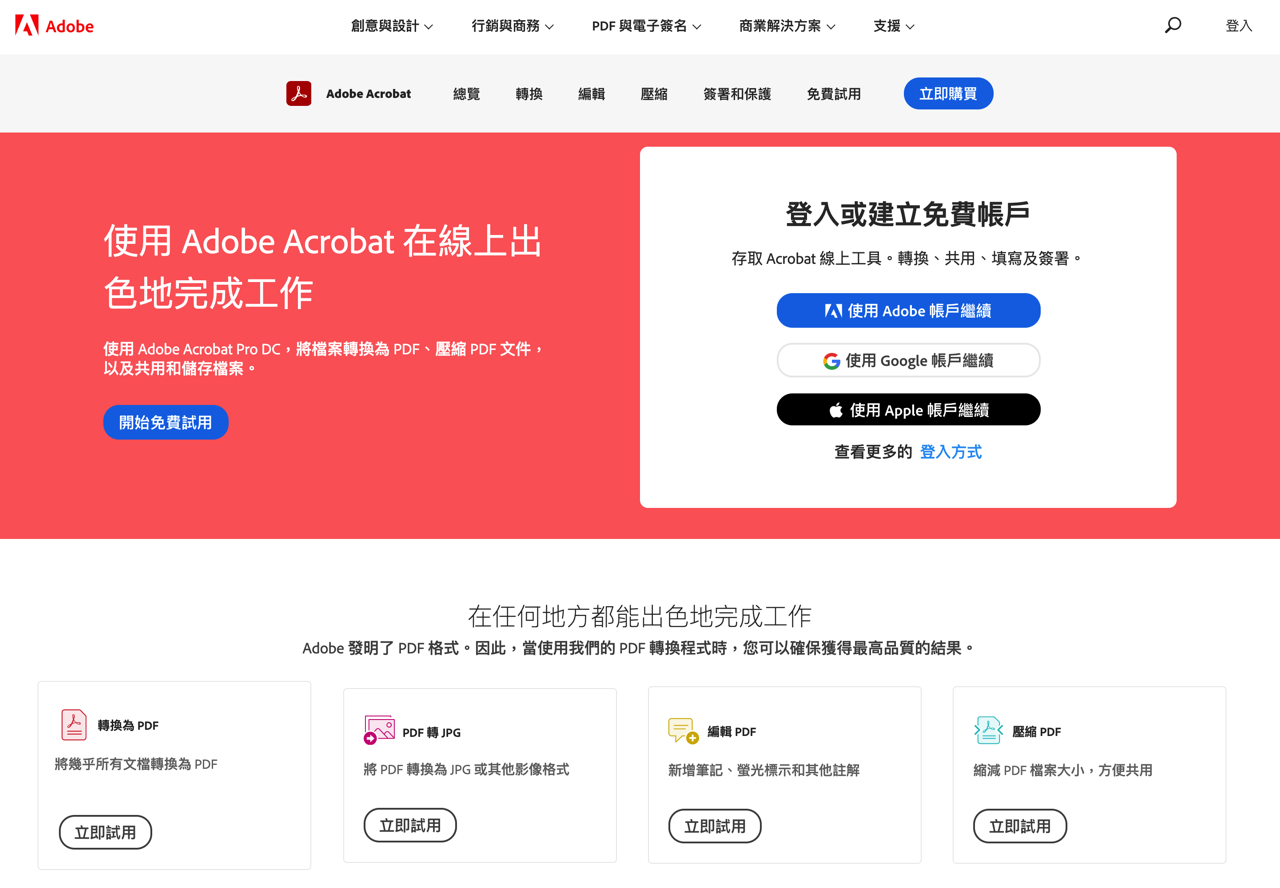 Adobe
創意與設計
行銷與商務
PDF 與電子簽名
商業解決方案
支援
登入
Adobe Acrobat
總覽
轉換
編輯
壓縮
簽署和保護
免費試用
立即購買
使用 Adobe Acrobat 在線上出
色地完成工作
使用 Adobe Acrobat Pro DC，將檔案轉換為 PDF、壓縮 PDF 文件，
以及共用和儲存檔案。
開始免費試用
登入或建立免費帳戶
存取 Acrobat 線上工具。轉換、共用、填寫及簽署。
使用 Adobe 帳戶繼續
使用 Google 帳戶繼續
使用 Apple 帳戶繼續
查看更多的 登入方式
在任何地方都能出色地完成工作
Adobe 發明了 PDF 格式。因此，當使用我們的 PDF 轉換程式時，您可以確保獲得最高品質的結果。
轉換為 PDF
將幾乎所有文檔轉換為 PDF
立即試用
PDF 轉 JPG
將 PDF 轉換為 JPG 或其他影像格式
立即試用
編輯 PDF
新增筆記、螢光標示和其他註解
立即試用
壓縮 PDF
縮減 PDF 檔案大小，方便共用
立即試用